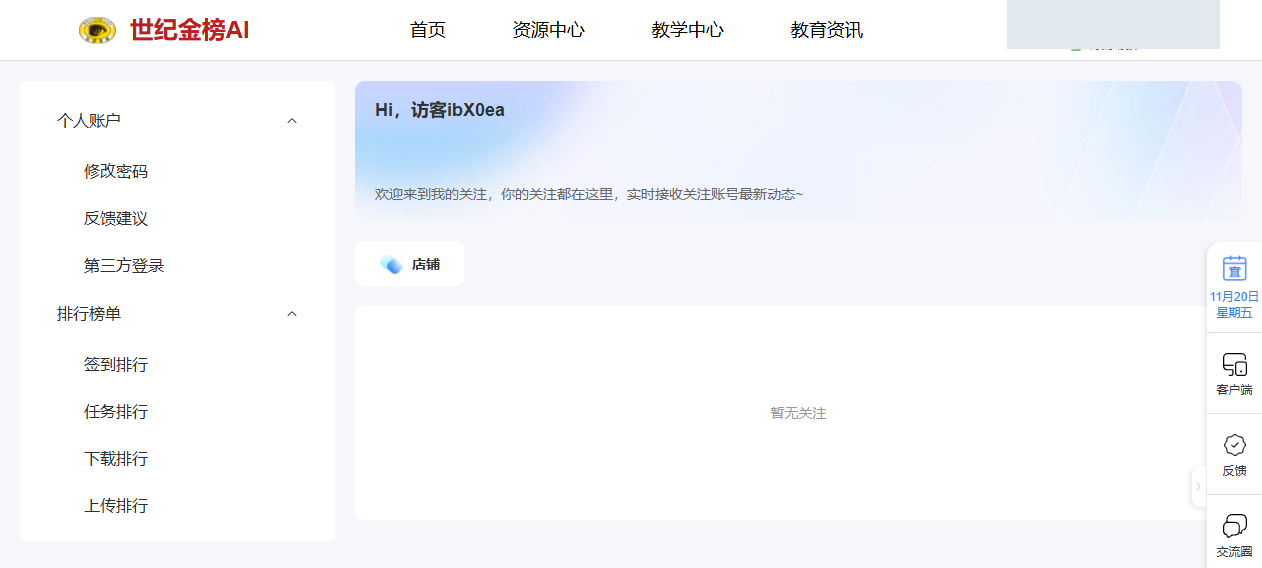 世纪金榜AI
首页
资源中心
教学中心
教育资讯
个人账户
修改密码
反馈建议
第三方登录
排行榜单
签到排行
任务排行
下载排行
上传排行
Hi，访客ibX0ea
欢迎来到我的关注，你的关注都在这里，实时接收关注账号最新动态~
店铺
暂无关注
宜
11月20日
星期五
客户端
反馈
交流圈